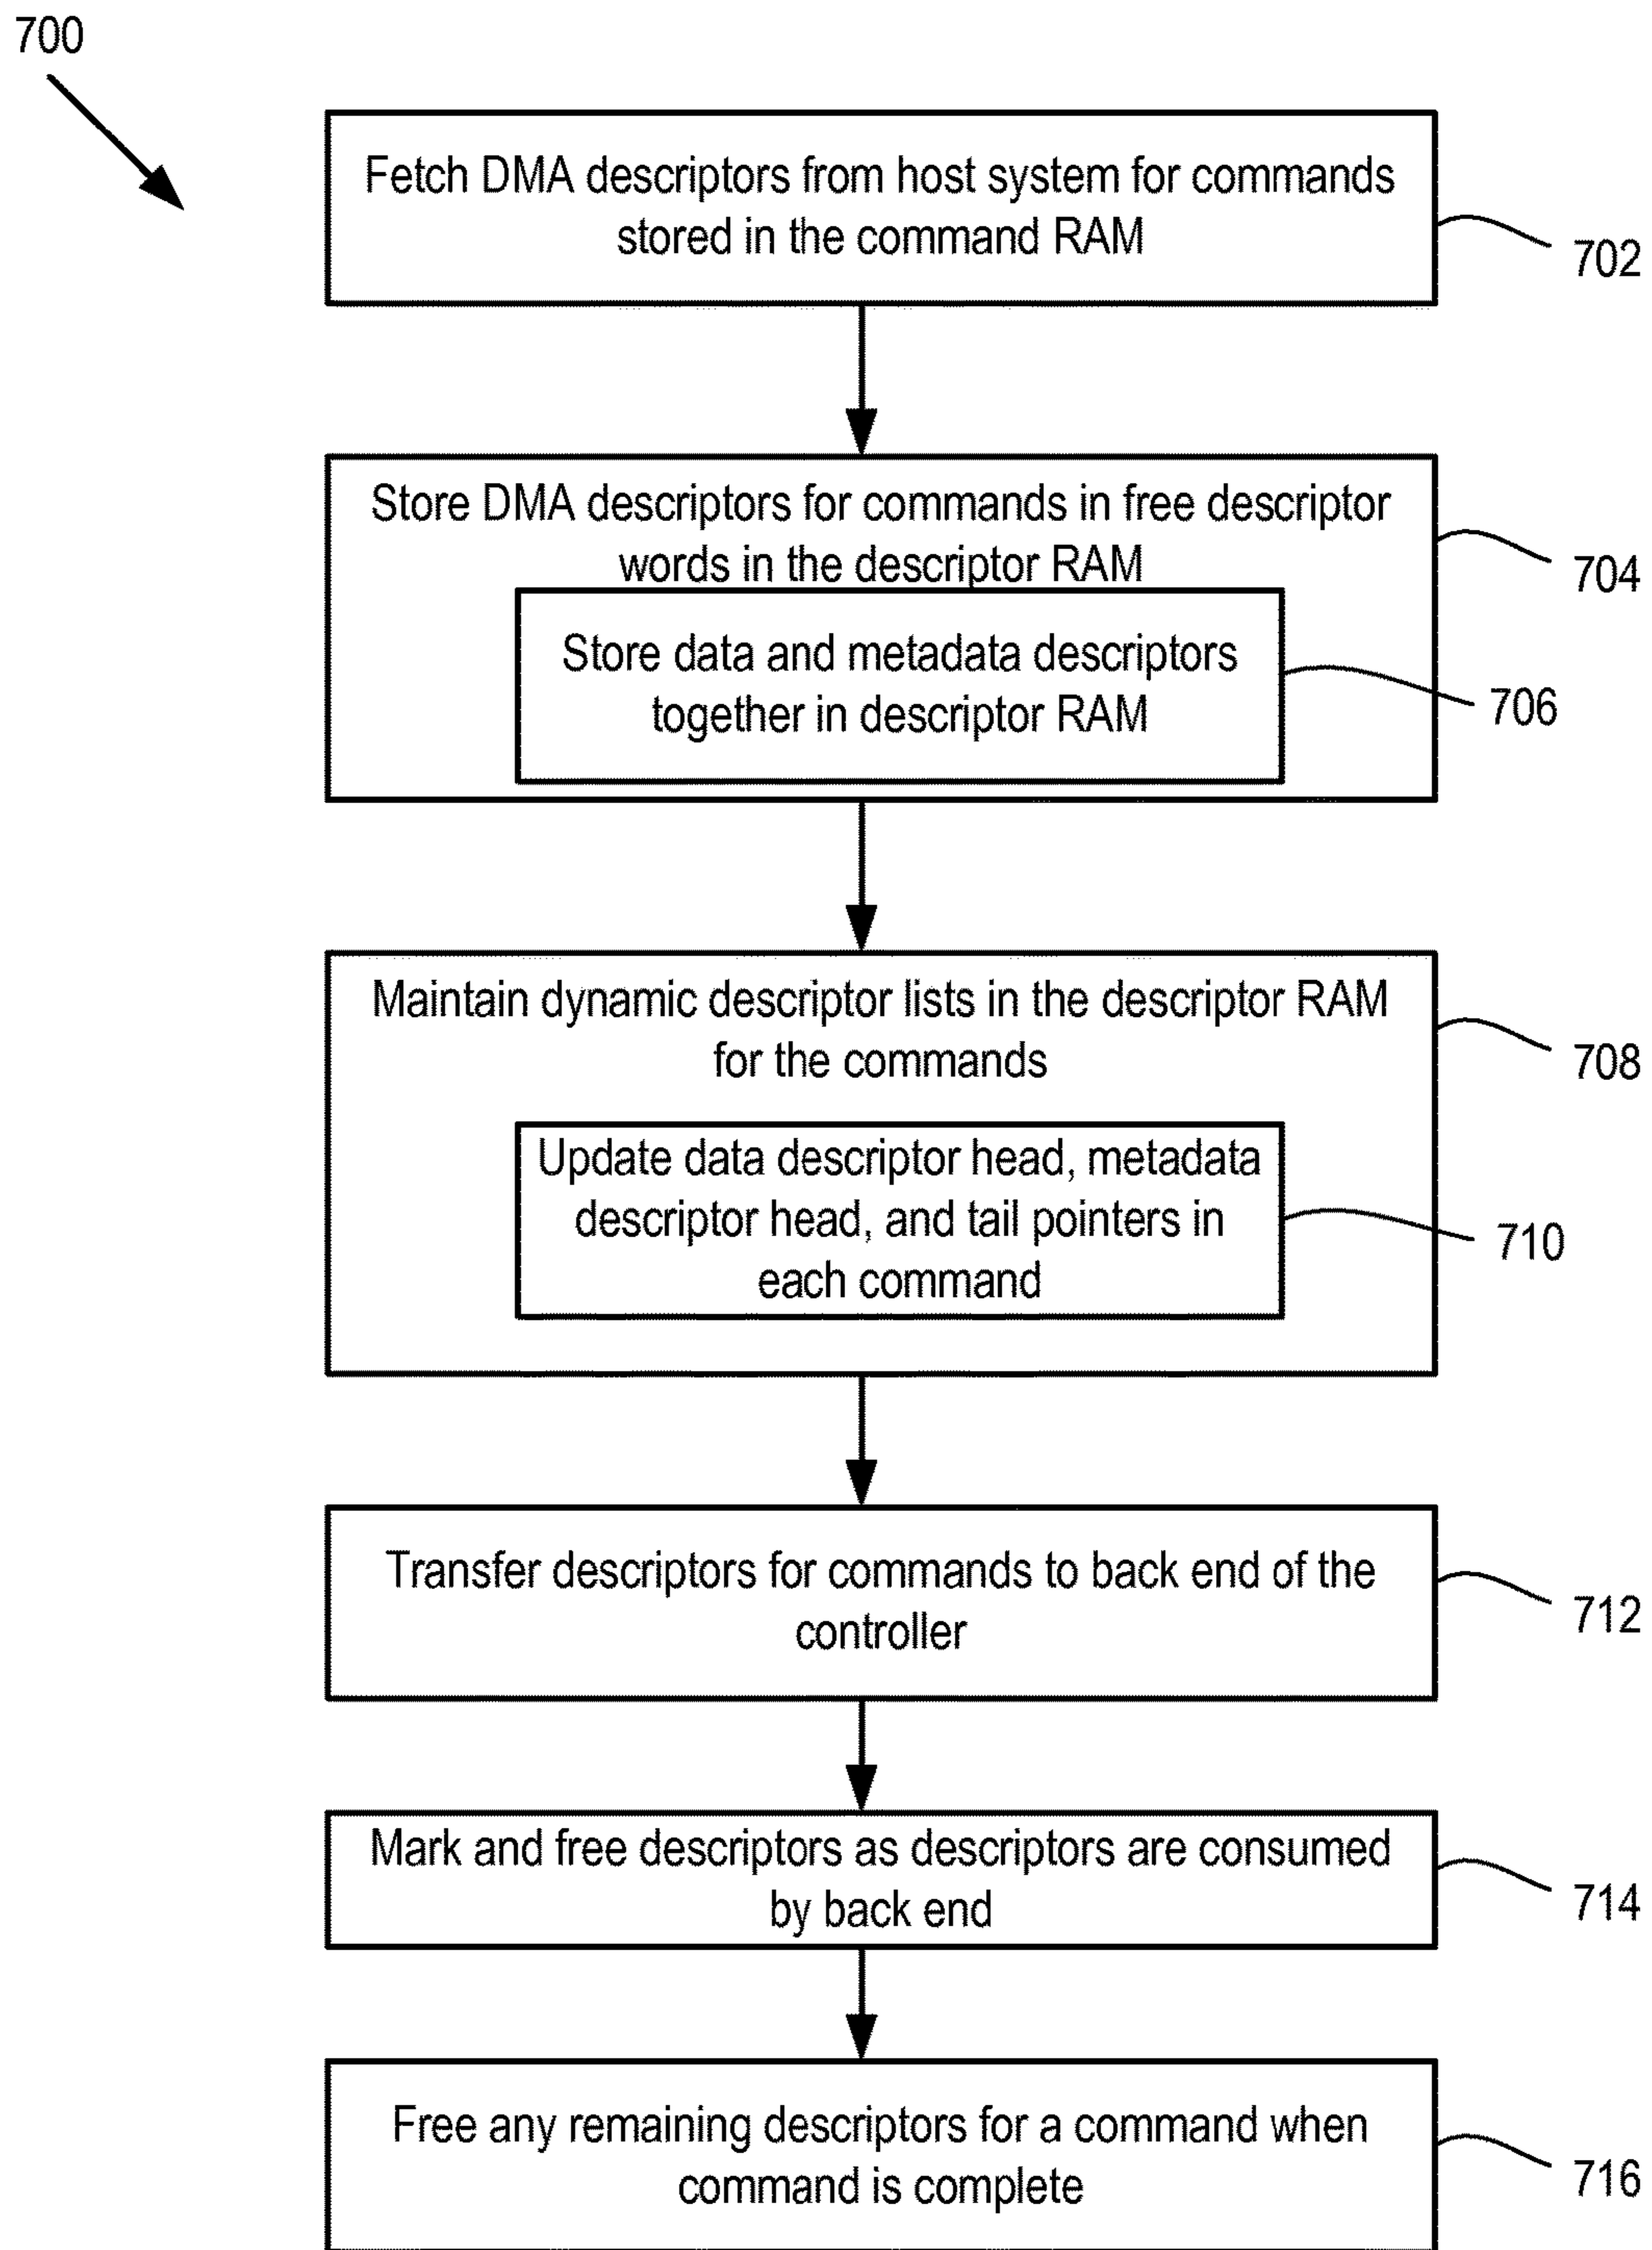 700
Fetch DMA descriptors from host system for commands
stored in the command RAM
702
Store DMA descriptors for commands in free descriptor
words in the descriptor RAM
704
Store data and metadata descriptors
together in descriptor RAM
706
Maintain dynamic descriptor lists in the descriptor RAM
for the commands
708
Update data descriptor head, metadata
descriptor head, and tail pointers in
each command
710
Transfer descriptors for commands to back end of the
controller
712
Mark and free descriptors as descriptors are consumed
by back end
714
Free any remaining descriptors for a command when
command is complete
716